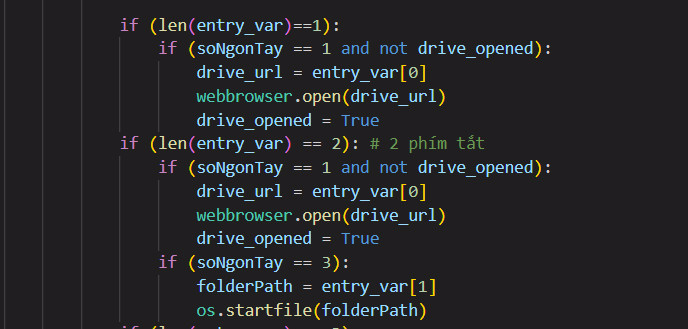 if (len(entry_var)==1):
if (soNgonTay == 1 and not drive_opened):
drive_url = entry_var[0]
webbrowser.open(drive_url)
drive_opened = True
if (len(entry_var) == 2): # 2 phím tắt
if (soNgonTay == 1 and not drive_opened):
drive_url = entry_var[0]
webbrowser.open(drive_url)
drive_opened = True
if (soNgonTay == 3):
folderPath = entry_var[1]
os.startfile(folderPath)